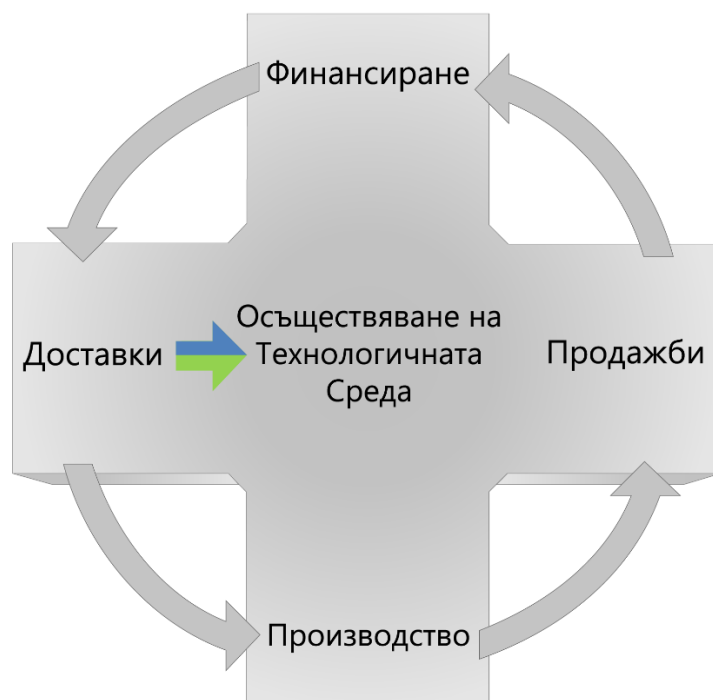 Финансиране
Доставки
Осъществяване на
Технологичната
Среда
Продажби
Производство